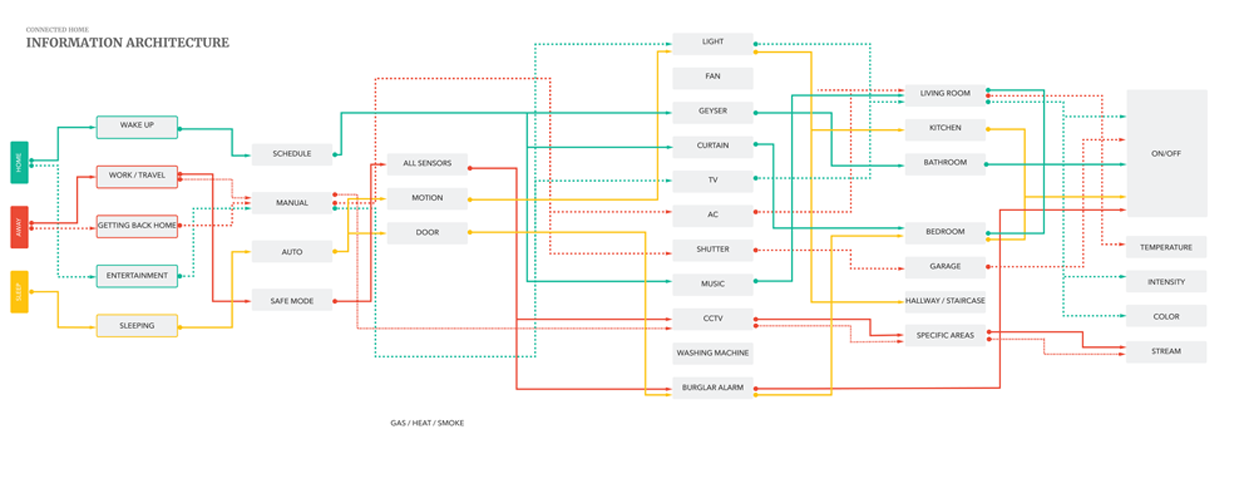 CONNECTED HOME
INFORMATION ARCHITECTURE
HOME
AWAY
SLEEP
WAKE UP
WORK / TRAVEL
GETTING BACK HOME
ENTERTAINMENT
SLEEPING
SCHEDULE
MANUAL
AUTO
SAFE MODE
ALL SENSORS
MOTION
DOOR
GAS / HEAT / SMOKE
LIGHT
FAN
GEYSER
CURTAIN
TV
AC
SHUTTER
MUSIC
CCTV
WASHING MACHINE
BURGLAR ALARM
LIVING ROOM
KITCHEN
BATHROOM
BEDROOM
GARAGE
HALLWAY / STAIRCASE
SPECIFIC AREAS
ON/OFF
TEMPERATURE
INTENSITY
COLOR
STREAM